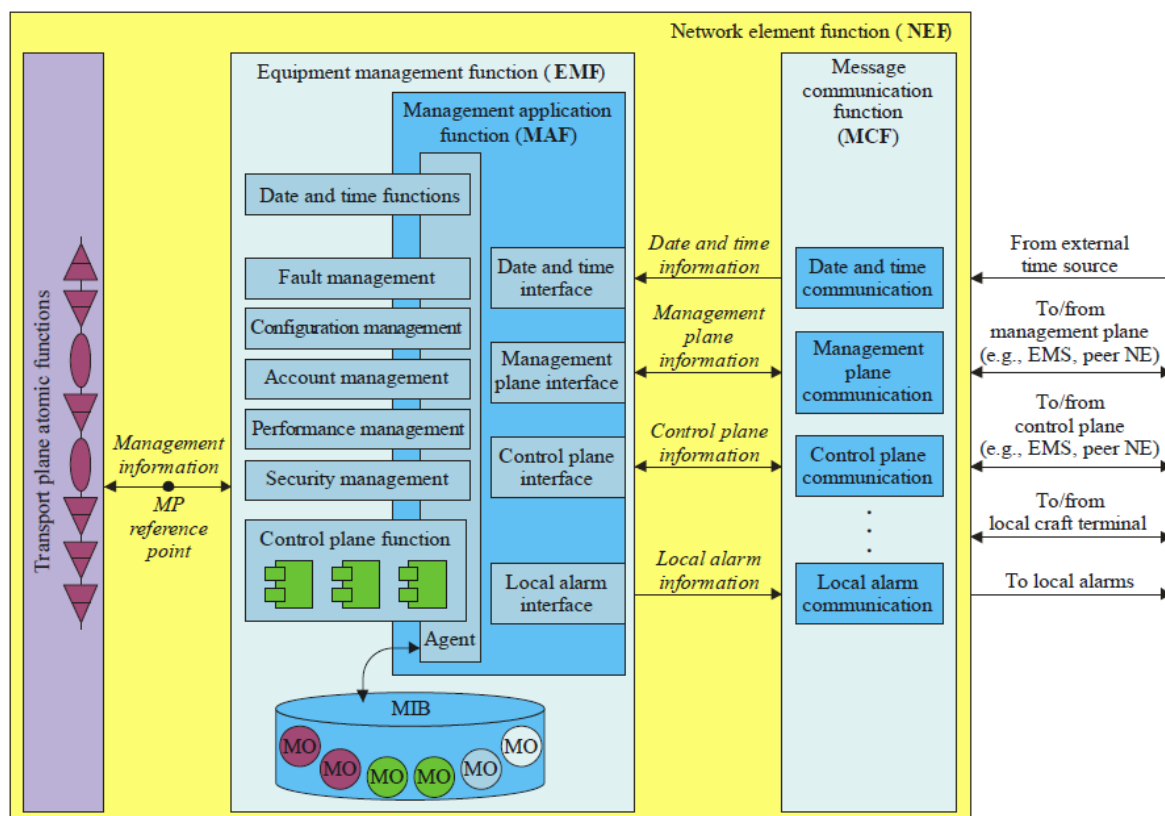 Network element function ( NEF)
Transport plane atomic functions
Management
information
MP
reference
point
Equipment management function ( EMF)
Management application
function (MAF)
Date and time functions
Fault management
Configuration management
Account management
Performance management
Security management
Control plane function
Agent
Date and time
interface
Management
plane interface
Control plane
interface
Local alarm
interface
MIB
MO
MO
MO
MO
MO
MO
Date and time
information
Management
plane
information
Control plane
information
Local alarm
information
Message
communication
function
(MCF)
Date and time
communication
Management
plane
communication
Control plane
communication
Local alarm
communication
From external
time source
To/from
management plane
(e.g., EMS, peer NE)
To/from
control plane
(e.g., EMS, peer NE)
To/from
local craft terminal
To local alarms